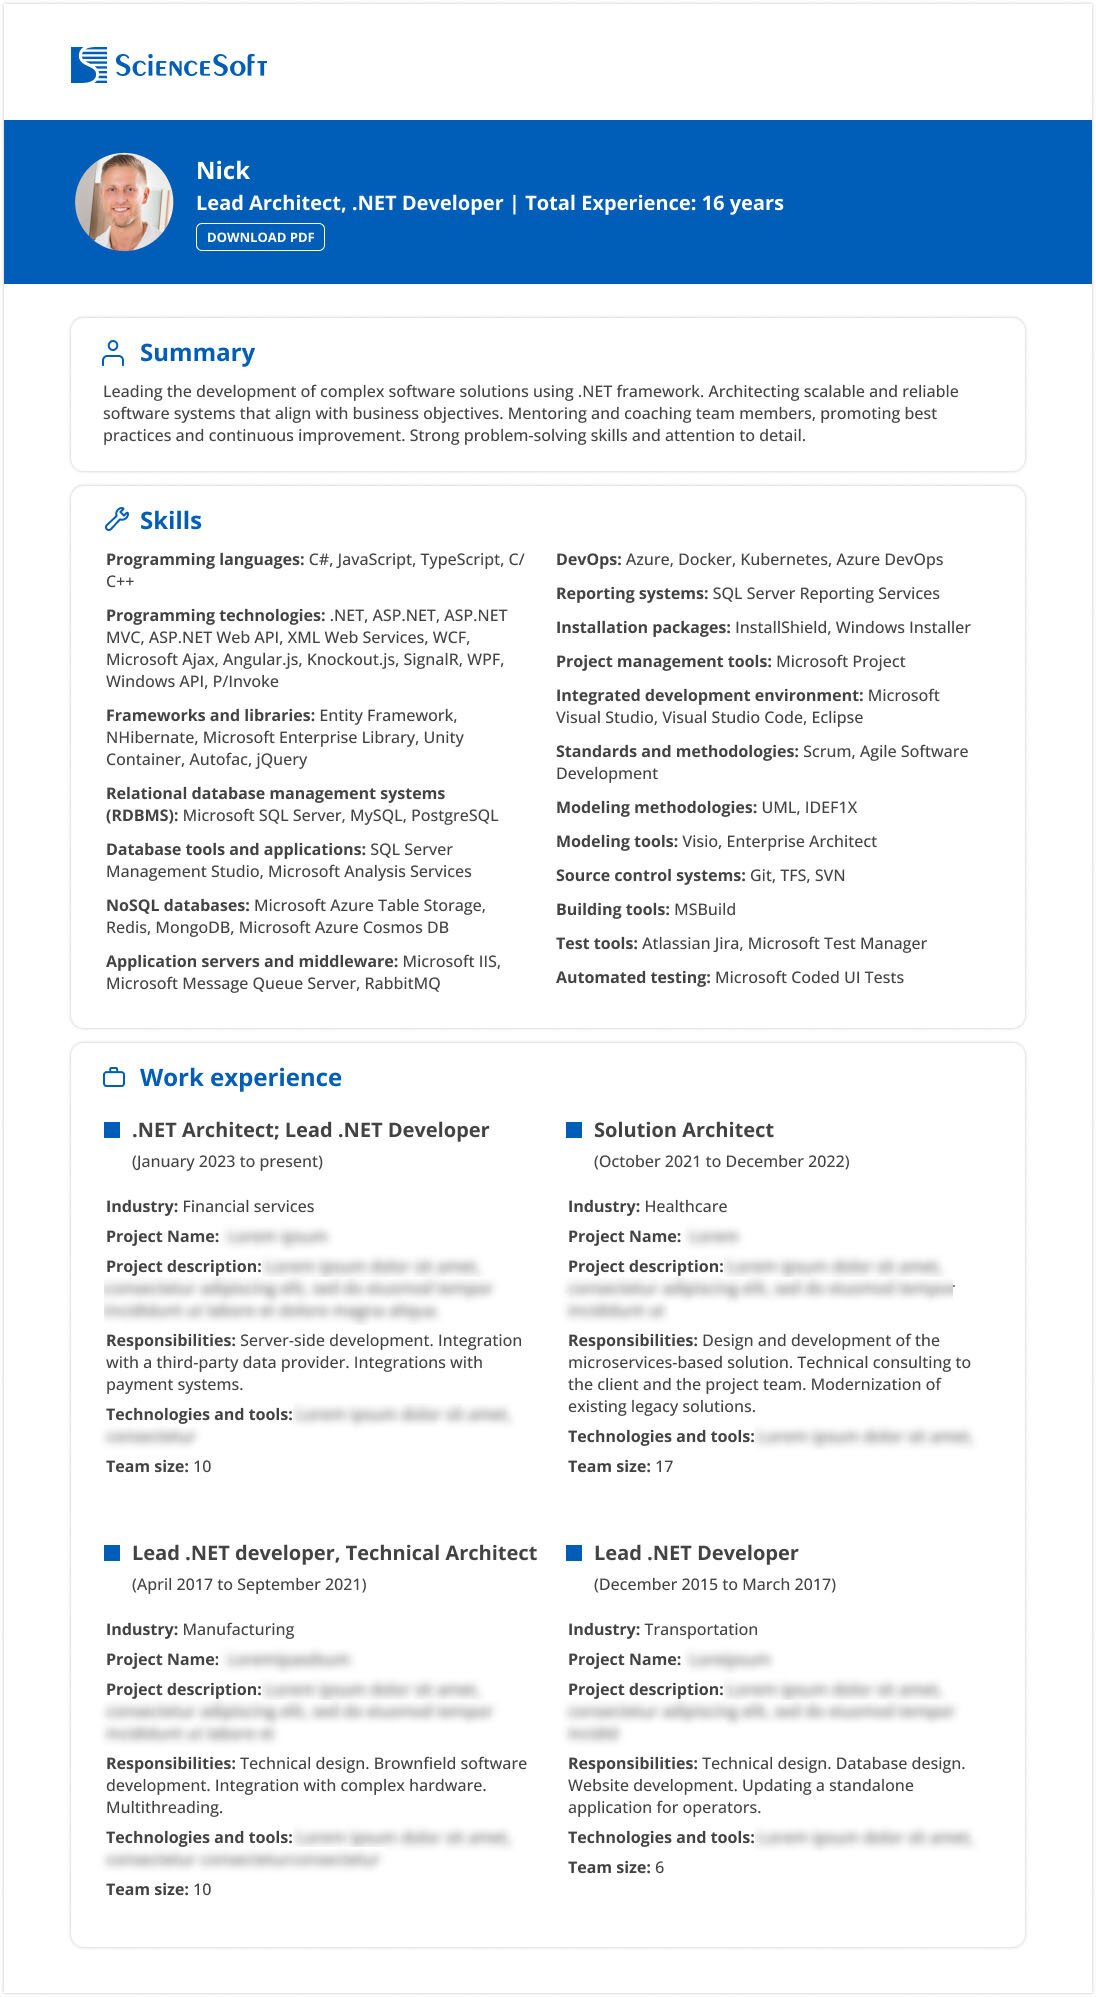 ScienceSoft
Nick
Lead Architect, .NET Developer | Total Experience: 16 years
DOWNLOAD PDF
Summary
Leading the development of complex software solutions using .NET framework. Architecting scalable and reliable
software systems that align with business objectives. Mentoring and coaching team members, promoting best
practices and continuous improvement. Strong problem-solving skills and attention to detail.
Skills
Programming languages: C#, JavaScript, TypeScript, C/
C++
Programming technologies: .NET, ASP.NET, ASP.NET
MVC, ASP.NET Web API, XML Web Services, WCF,
Microsoft Ajax, Angular.js, Knockout.js, SignalR, WPF,
Windows API, P/Invoke
Frameworks and libraries: Entity Framework,
NHibernate, Microsoft Enterprise Library, Unity
Container, Autofac, jQuery
Relational database management systems
(RDBMS): Microsoft SQL Server, MySQL, PostgreSQL
Database tools and applications: SQL Server
Management Studio, Microsoft Analysis Services
NoSQL databases: Microsoft Azure Table Storage,
Redis, MongoDB, Microsoft Azure Cosmos DB
Application servers and middleware: Microsoft IIS,
Microsoft Message Queue Server, RabbitMQ
DevOps: Azure, Docker, Kubernetes, Azure DevOps
Reporting systems: SQL Server Reporting Services
Installation packages: InstallShield, Windows Installer
Project management tools: Microsoft Project
Integrated development environment: Microsoft
Visual Studio, Visual Studio Code, Eclipse
Standards and methodologies: Scrum, Agile Software
Development
Modeling methodologies: UML, IDEF1X
Modeling tools: Visio, Enterprise Architect
Source control systems: Git, TFS, SVN
Building tools: MSBuild
Test tools: Atlassian Jira, Microsoft Test Manager
Automated testing: Microsoft Coded UI Tests
Work experience
.NET Architect; Lead .NET Developer
(January 2023 to present)
Industry: Financial services
Project Name:
Project description:
Responsibilities: Server-side development. Integration
with a third-party data provider. Integrations with
payment systems.
Technologies and tools:
Team size: 10
Solution Architect
(October 2021 to December 2022)
Industry: Healthcare
Project Name:
Project description:
Responsibilities: Design and development of the
microservices-based solution. Technical consulting to
the client and the project team. Modernization of
existing legacy solutions.
Technologies and tools:
Team size: 17
Lead .NET developer, Technical Architect
(April 2017 to September 2021)
Industry: Manufacturing
Project Name:
Project description:
Responsibilities: Technical design. Brownfield software
development. Integration with complex hardware.
Multithreading.
Technologies and tools:
Team size: 10
Lead .NET Developer
(December 2015 to March 2017)
Industry: Transportation
Project Name:
Project description:
Responsibilities: Technical design. Database design.
Website development. Updating a standalone
application for operators.
Technologies and tools:
Team size: 6